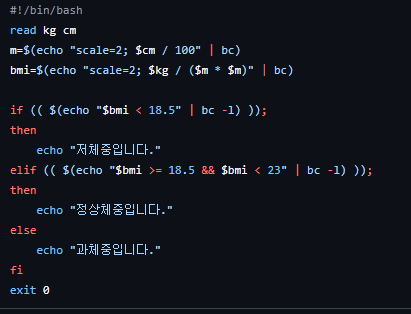 #!/bin/bash
read kg cm
m=$(echo "scale=2; $cm / 100" | bc)
bmi=$(echo "scale=2; $kg / ($m * $m)" | bc)
if (( $(echo "$bmi < 18.5" | bc -l) ));
then
echo "저체중입니다."
elif (( $(echo "$bmi >= 18.5 && $bmi < 23" | bc -l) ));
then
echo "정상체중입니다."
else
echo "과체중입니다."
fi
exit 0